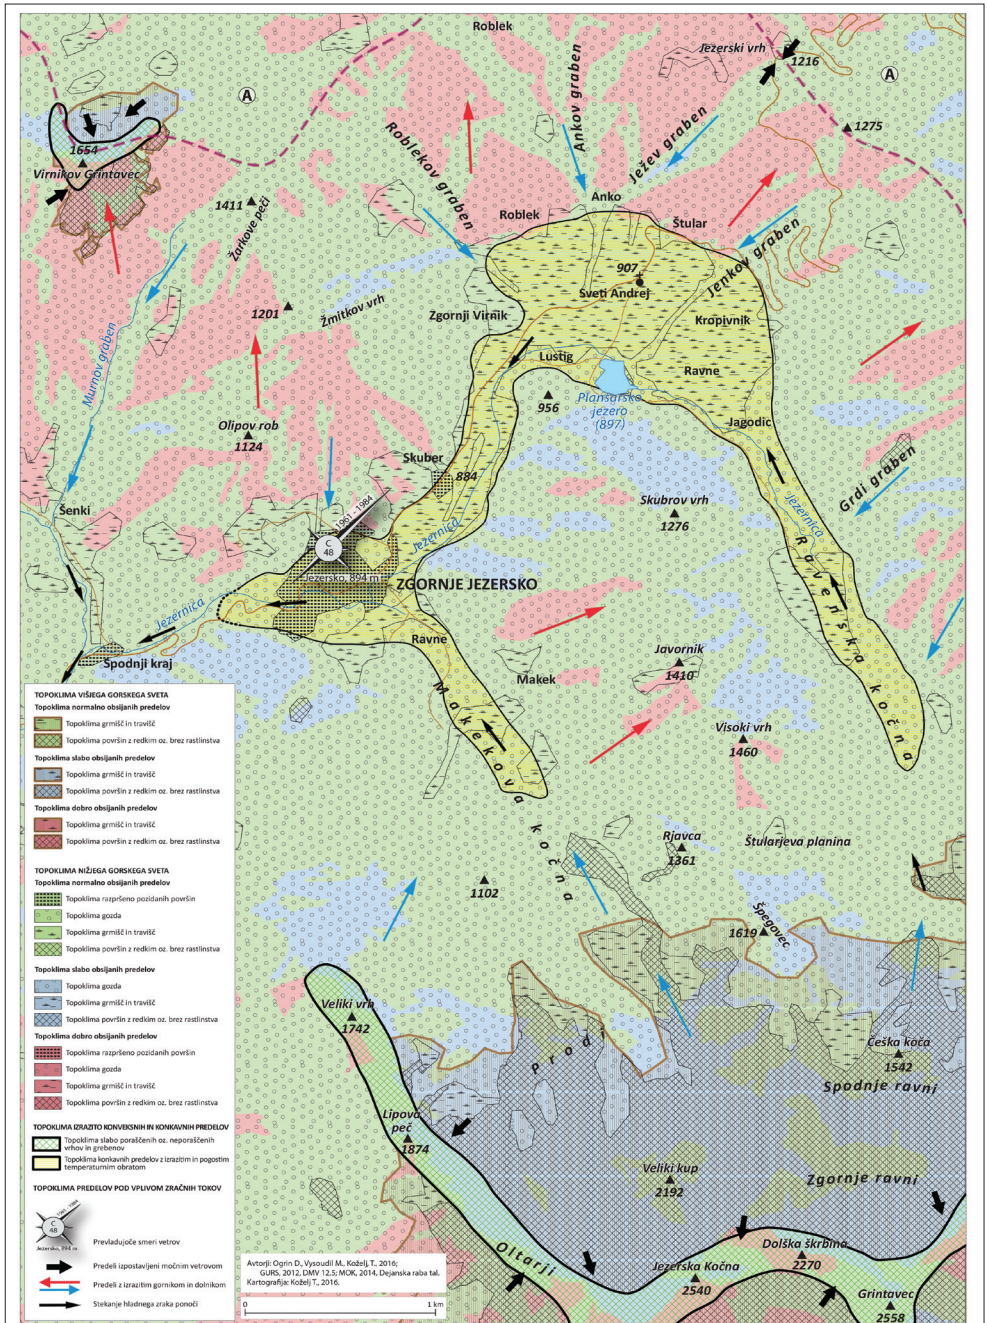 Roblek
Jezerski vrh
1216
A
A
Ankov graben
Roblekov graben
Ježev graben
1275
1654
Virnikov Grintavec
1411
Žarkove peči
Anko
Roblek
Štular
Jenkov graben
907
Sveti Andrej
1201
Žmitkov vrh
Zgornji Virnik
Kropivnik
Murnov graben
Lustig
Ravne
Planšarsko
jezero
(897)
956
Olipov rob
1124
Jagodic
Skuber
884
Grdi graben
Skubrov vrh
1276
Šenki
1961 - 1984
C
48
Jezersko, 894 m
Jezernica
Jezernica
ZGORNJE JEZERSKO
Jezernica
Ravenska kočna
Ravne
Spodnji kraj
Javornik
1410
Makek
Makekova kočna
Visoki vrh
1460
Rjavca
1361
Štularjeva planina
1102
Špegovec
1619
Veliki vrh
1742
Prodi
Češka koča
1542
Spodnje ravni
Lipova
peč
1874
Veliki kup
2192
Zgornje ravni
Oltarji
Dolška škrbina
2270
Jezerska Kočna
2540
Grintavec
2558
TOPOKLIMA VIŠJEGA GORSKEGA SVETA
Topoklima normalno obsijanih predelov
Topoklima grmišč in travišč
Topoklima površin z redkim oz. brez rastlinstva
Topoklima slabo obsijanih predelov
Topoklima grmišč in travišč
Topoklima površin z redkim oz. brez rastlinstva
Topoklima dobro obsijanih predelov
Topoklima grmišč in travišč
Topoklima površin z redkim oz. brez rastlinstva
TOPOKLIMA NIŽJEGA GORSKEGA SVETA
Topoklima normalno obsijanih predelov
Topoklima razpršeno pozidanih površin
Topoklima gozda
Topoklima grmišč in travišč
Topoklima površin z redkim oz. brez rastlinstva
Topoklima slabo obsijanih predelov
Topoklima gozda
Topoklima grmišč in travišč
Topoklima površin z redkim oz. brez rastlinstva
Topoklima dobro obsijanih predelov
Topoklima razpršeno pozidanih površin
Topoklima gozda
Topoklima grmišč in travišč
Topoklima površin z redkim oz. brez rastlinstva
TOPOKLIMA IZRAZITO KONVEKSNIH IN KONKAVNIH PREDELOV
Topoklima slabo poraščenih oz. neporaščenih
vrhov in grebenov
Topoklima konkavnih predelov z izrazitim in pogostim
temperaturnim obratom
TOPOKLIMA PREDELOV POD VPLIVOM ZRAČNIH TOKOV
1961 - 1984
C
48
Jezersko, 894 m
Prevladujoče smeri vetrov
Predeli izpostavljeni močnim vetrovom
Predeli z izrazitim gornikom in dolnikom
Stekanje hladnega zraka ponoči
Avtorji: Ogrin D., Vysoudil M., Koželj, T., 2016;
GURS, 2012, DMV 12,5; MOK, 2014, Dejanska raba tal.
Kartografija: Koželj T., 2016.
0
1 km